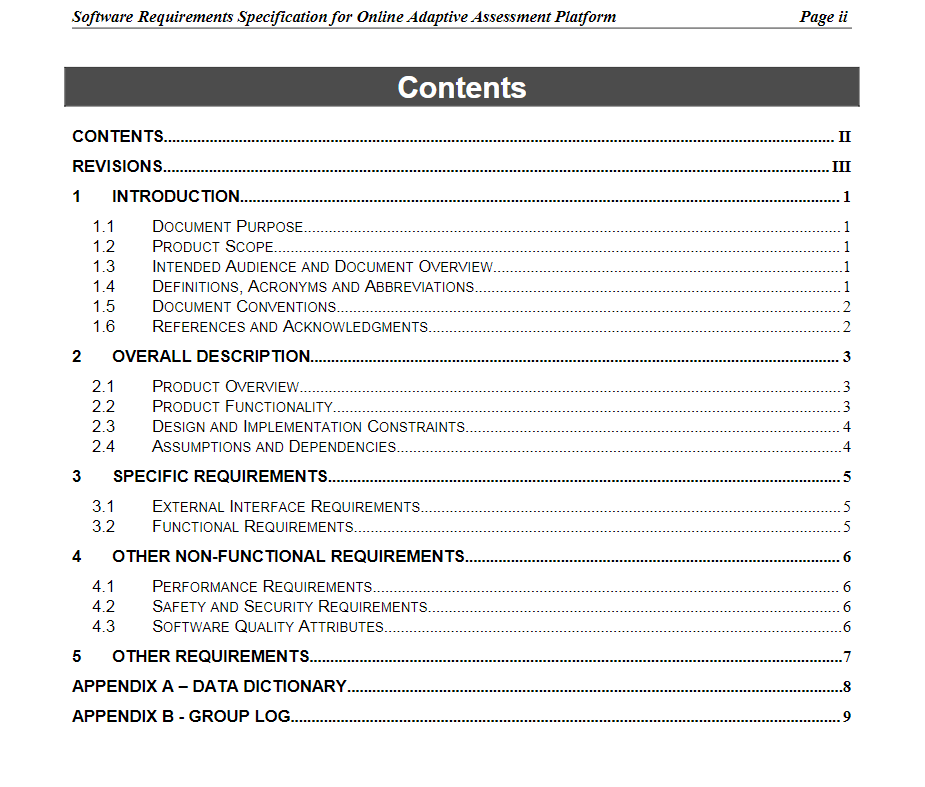 Software Requirements Specification for Online Adaptive Assessment Platform Page ii
Contents
CONTENTS II
REVISIONS III
1 INTRODUCTION 1
1.1 DOCUMENT PURPOSE 1
1.2 PRODUCT SCOPE 1
1.3 INTENDED AUDIENCE AND DOCUMENT OVERVIEW 1
1.4 DEFINITIONS, ACRONYMS AND ABBREVIATIONS 1
1.5 DOCUMENT CONVENTIONS 2
1.6 REFERENCES AND ACKNOWLEDGMENTS 2
2 OVERALL DESCRIPTION 3
2.1 PRODUCT OVERVIEW 3
2.2 PRODUCT FUNCTIONALITY 3
2.3 DESIGN AND IMPLEMENTATION CONSTRAINTS 4
2.4 ASSUMPTIONS AND DEPENDENCIES 4
3 SPECIFIC REQUIREMENTS 5
3.1 EXTERNAL INTERFACE REQUIREMENTS 5
3.2 FUNCTIONAL REQUIREMENTS 5
4 OTHER NON-FUNCTIONAL REQUIREMENTS 6
4.1 PERFORMANCE REQUIREMENTS 6
4.2 SAFETY AND SECURITY REQUIREMENTS 6
4.3 SOFTWARE QUALITY ATTRIBUTES 6
5 OTHER REQUIREMENTS 7
APPENDIX A – DATA DICTIONARY 8
APPENDIX B - GROUP LOG 9